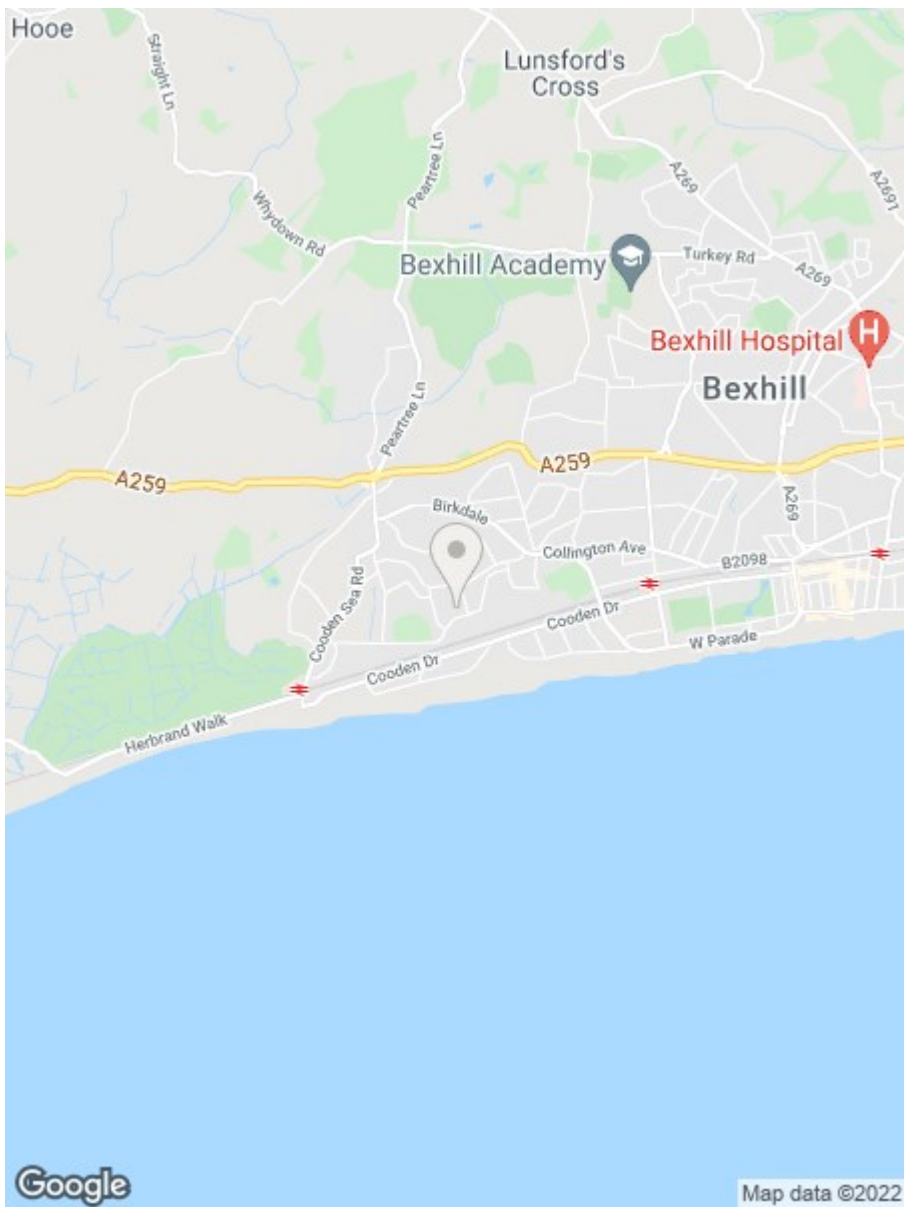 Hooe
Straight Ln
Lunsford's
Cross
Peartree Ln
A269
A2691
Whydown Rd
Turkey Rd
Bexhill Academy
A269
Bexhill Hospital
H
Bexhill
Peartree Ln
A259
A259
A269
Birkdale
Collington Ave
B2098
Cooden Sea Rd
Cooden Dr
W Parade
Cooden Dr
Herbrand Walk
Google
Map data ©2022